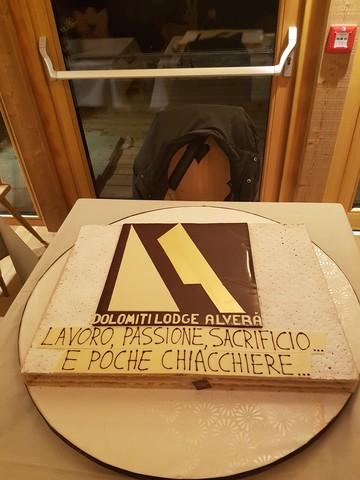 DOLOMITI LODGE ALVERÀ
LAVORO, PASSIONE, SACRIFICIO...
E POCHE CHIACCHIERE...